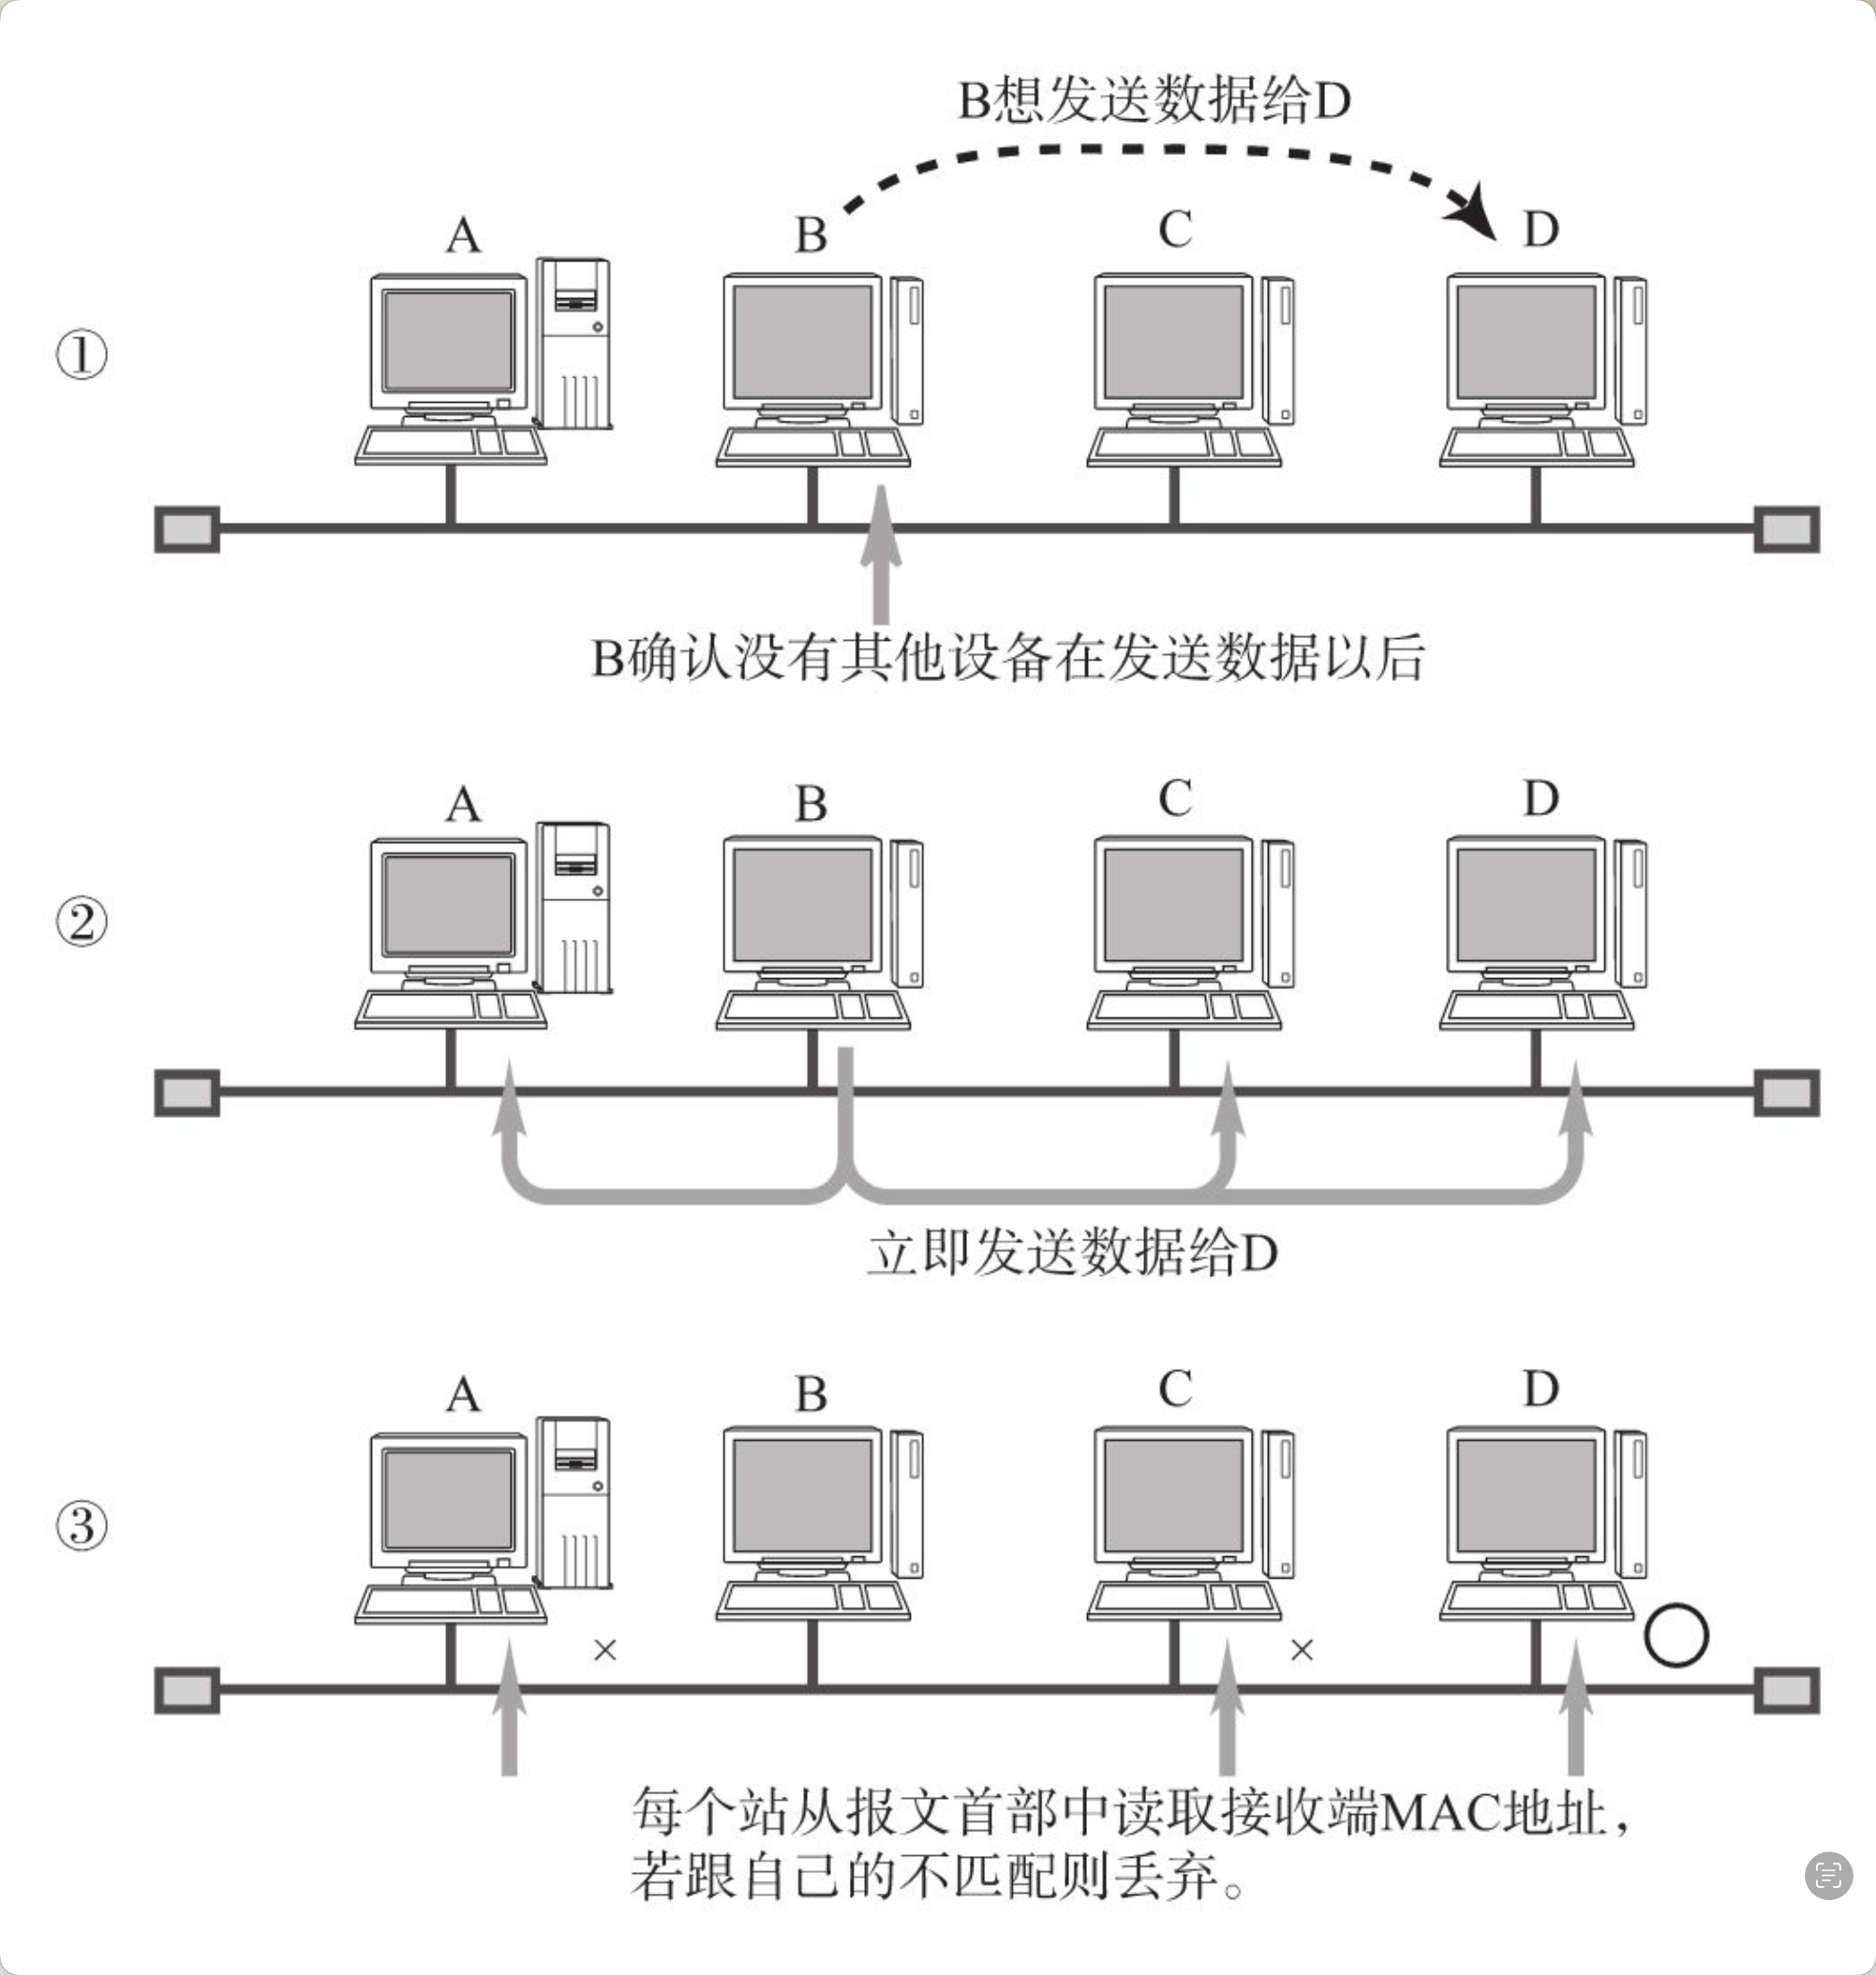 B想发送数据给D
A
B
C
D
①
B确认没有其他设备在发送数据以后
A
B
C
D
②
立即发送数据给D
A
B
C
D
③
×
×
每个站从报文首部中读取接收端MAC地址，
若跟自己的不匹配则丢弃。